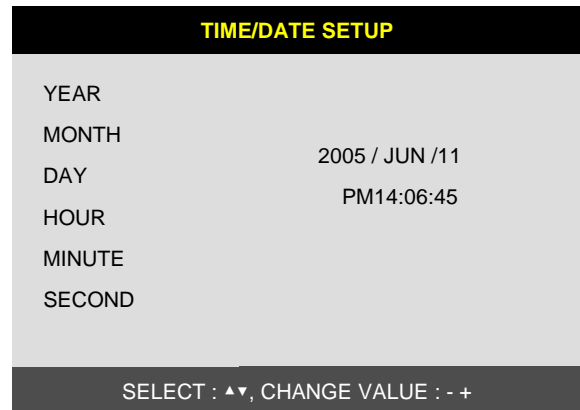 TIME/DATE SETUP
YEAR
MONTH
DAY
HOUR
MINUTE
SECOND
2005 / JUN /11
PM14:06:45
SELECT : ▲▼, CHANGE VALUE : - +